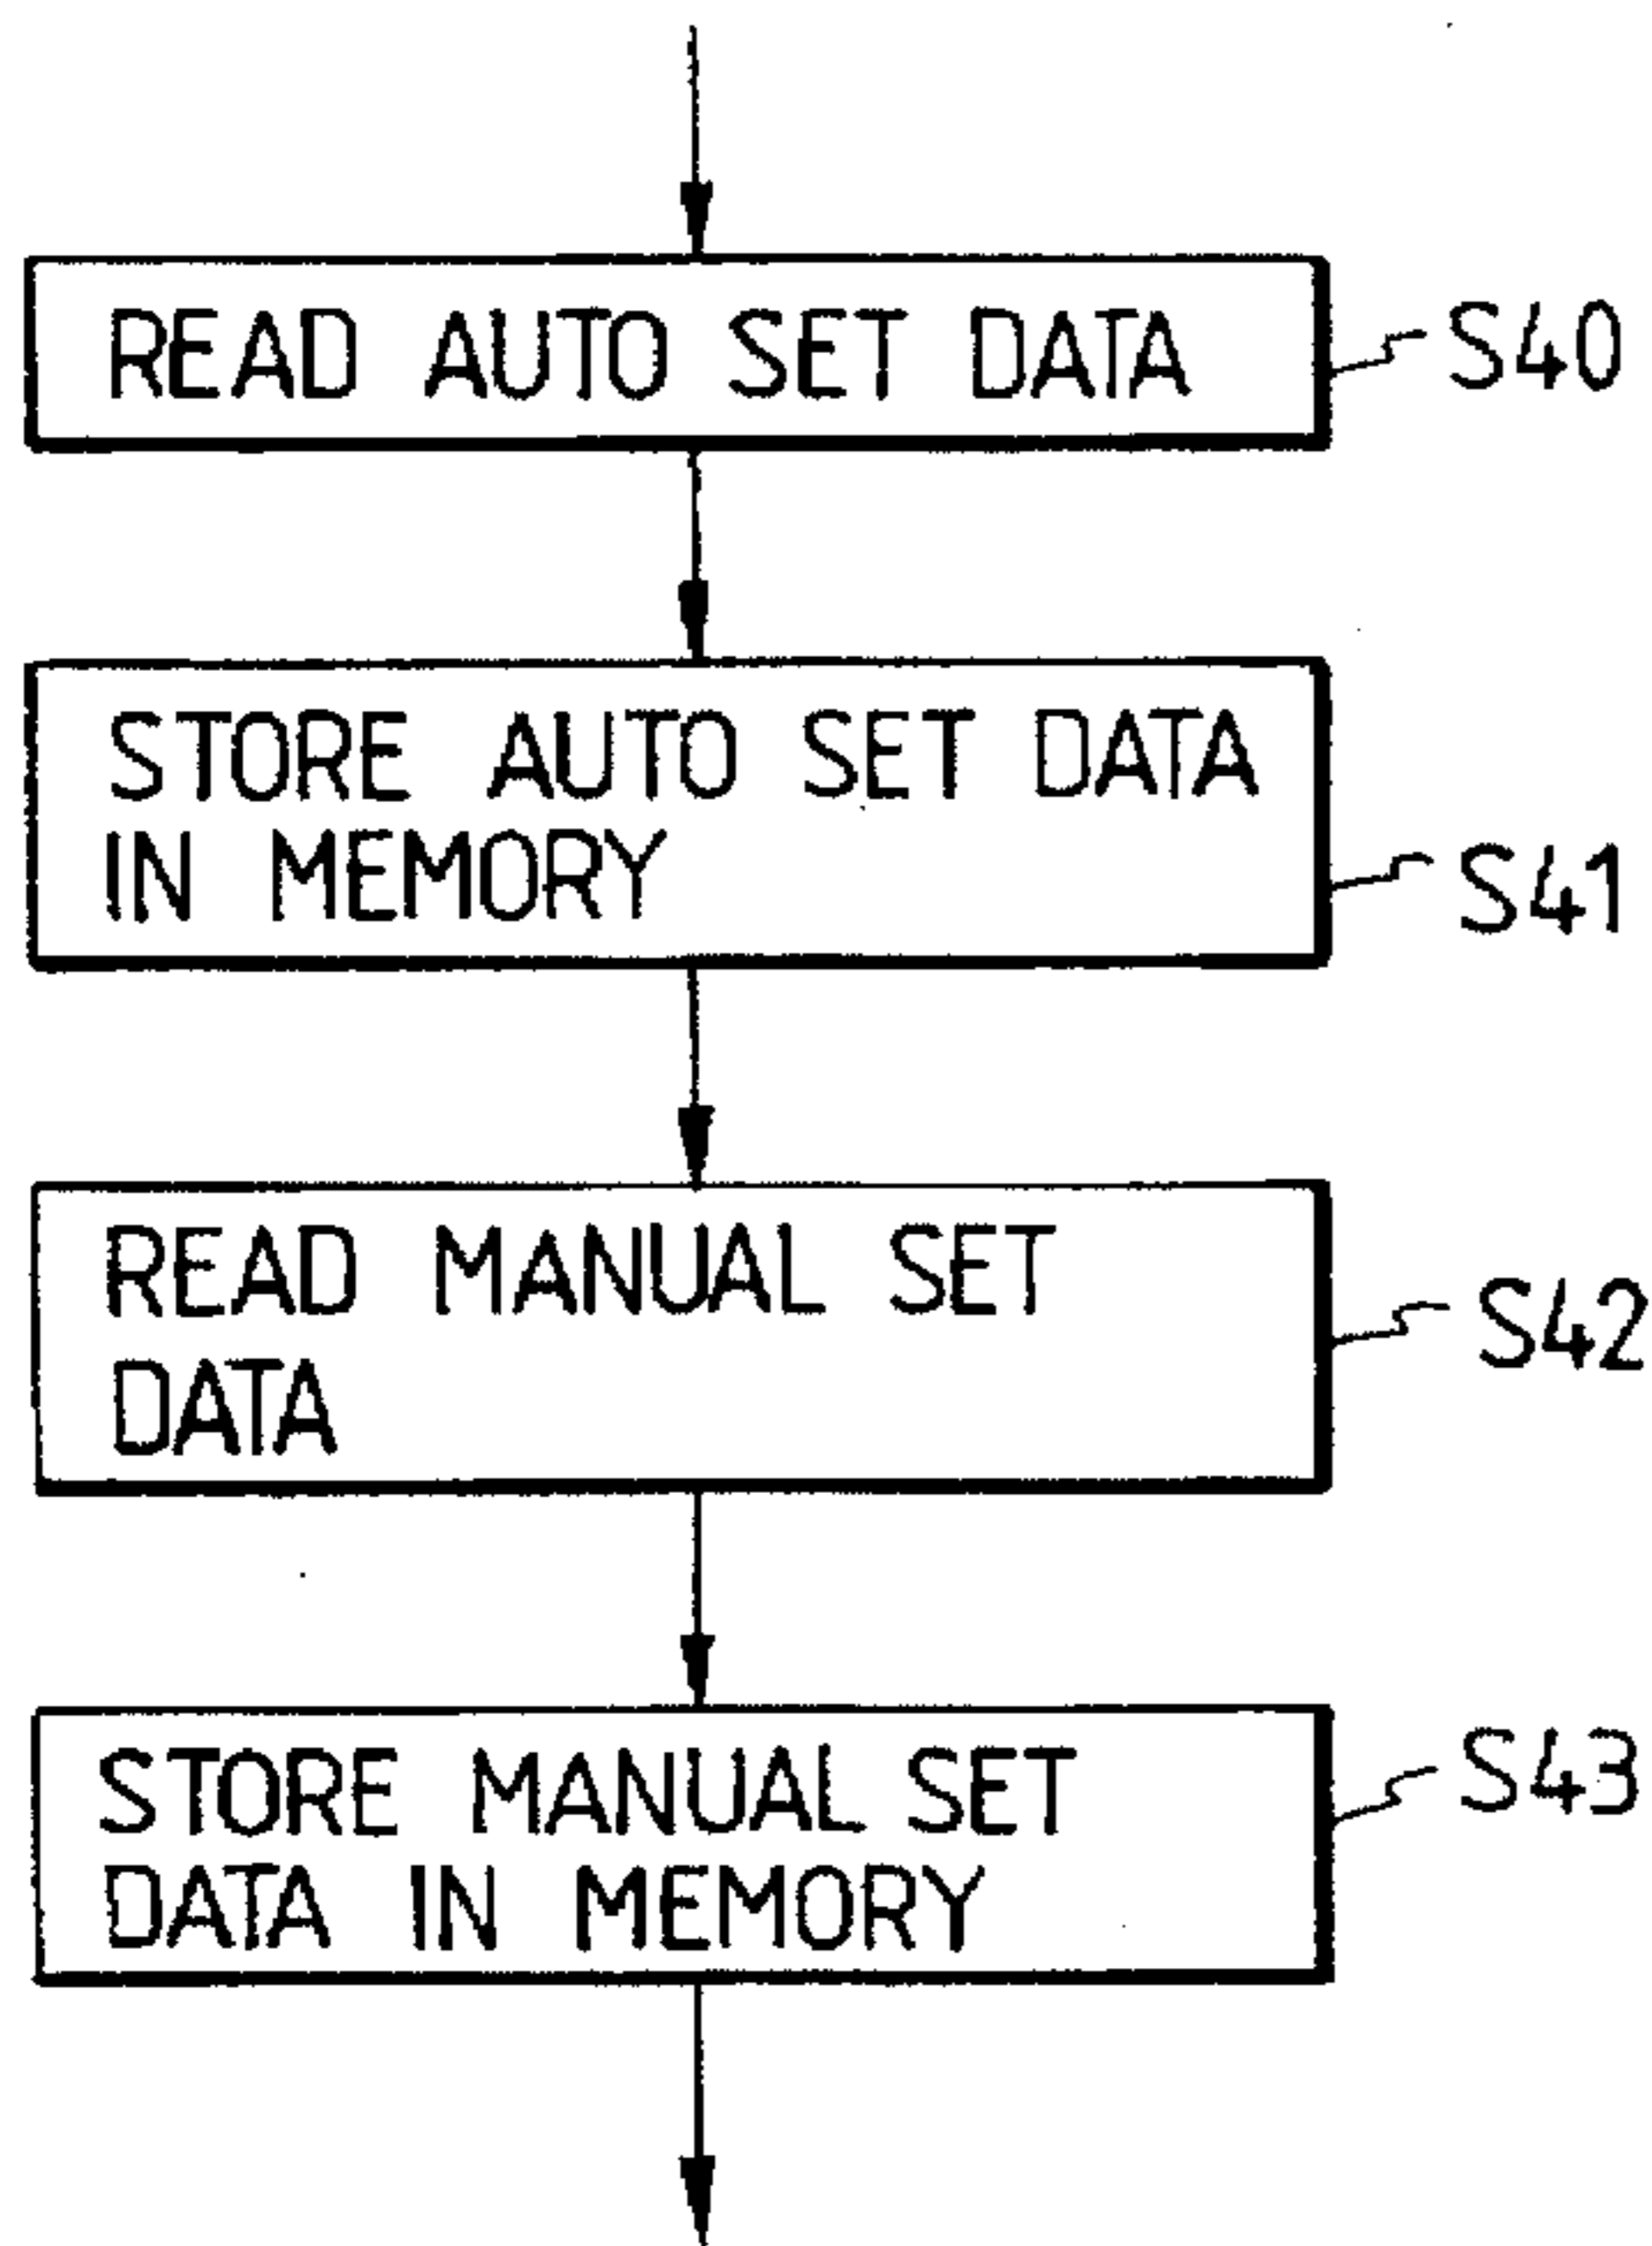 READ AUTO SET DATA
S40
STORE AUTO SET DATA
IN MEMORY
S41
READ MANUAL SET
DATA
S42
STORE MANUAL SET
DATA IN MEMORY
S43